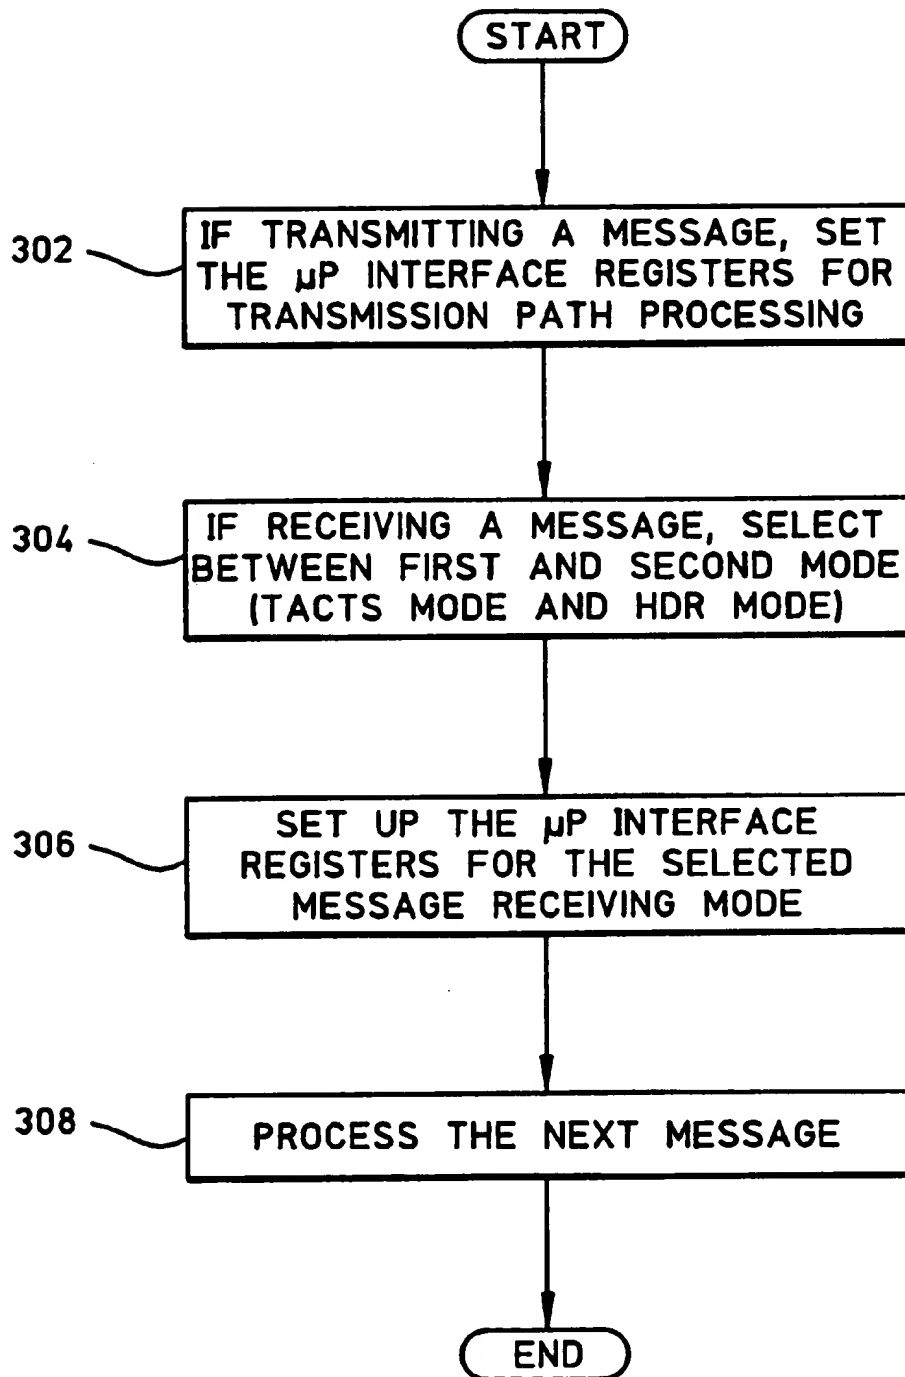 START
302
IF TRANSMITTING A MESSAGE, SET
THE µP INTERFACE REGISTERS FOR
TRANSMISSION PATH PROCESSING
304
IF RECEIVING A MESSAGE, SELECT
BETWEEN FIRST AND SECOND MODE
(TACTS MODE AND HDR MODE)
306
SET UP THE µP INTERFACE
REGISTERS FOR THE SELECTED
MESSAGE RECEIVING MODE
308
PROCESS THE NEXT MESSAGE
END